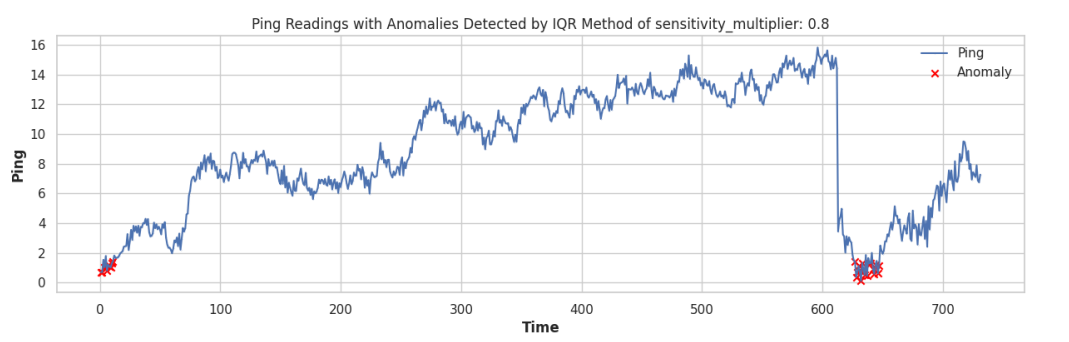 Ping Readings with Anomalies Detected by IQR Method of sensitivity_multiplier: 0.8
16
14
12
10
8
6
4
2
0
Ping
Ping
Anomaly
0 100 200 300 400 500 600 700
Time